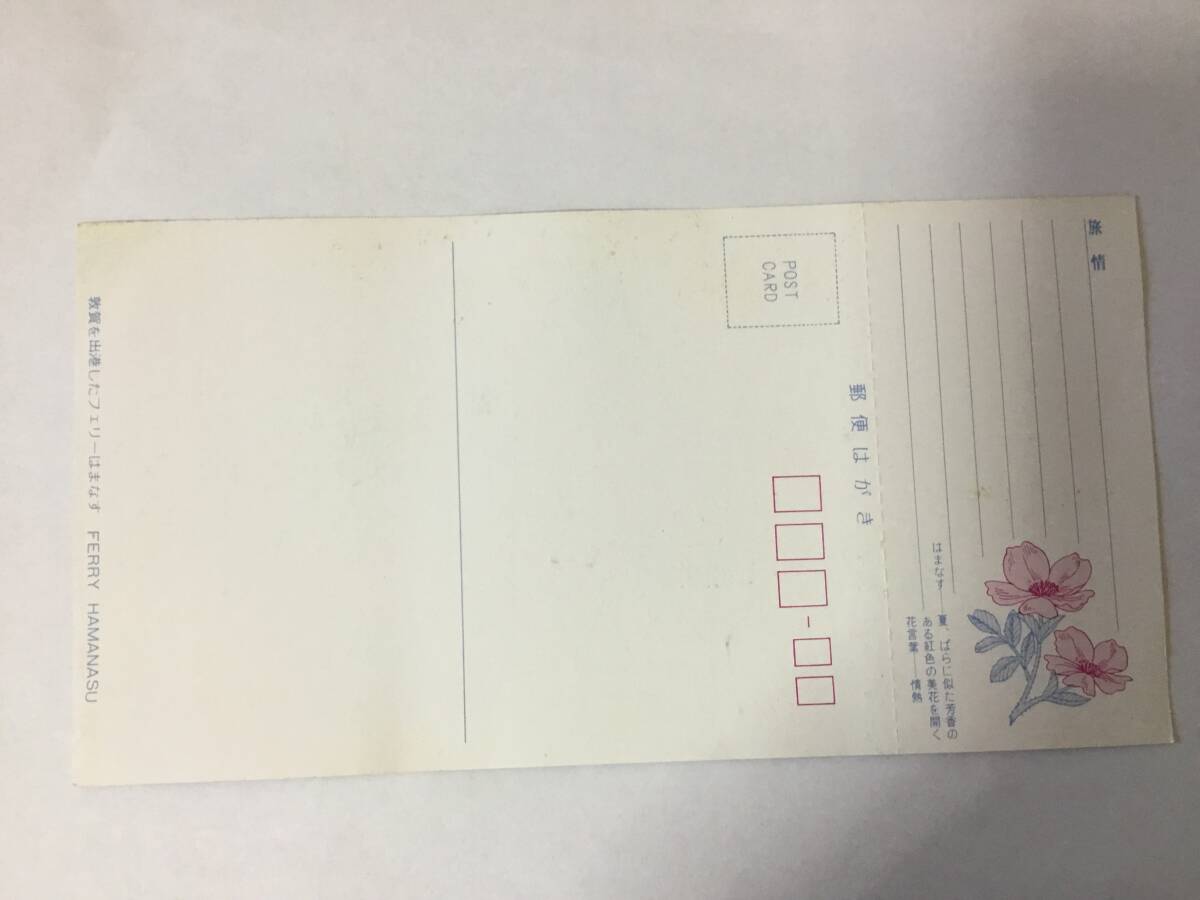 旅情
はまなす――夏、ばらに似た芳香の
ある紅色の美花を開く
花言葉――情熱
郵便はがき
POST
CARD
敦賀を出港したフェリーはまなす FERRY HAMANASU